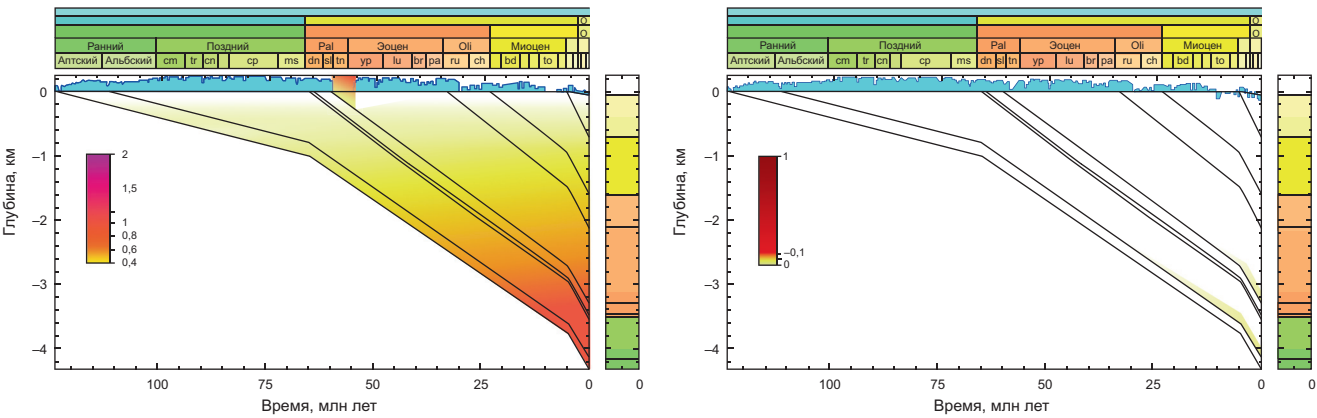 O
O
Ранний Поздний Pal Эоцен Oli Миоцен
Аптский Альбский cm tr cn cp ms dn sl tn yp lu br pa ru ch bd to
0
–1
–2
–3
–4
Глубина, км
2
1,5
1
0,8
0,6
0,4
100 75 50 25 0
0
Время, млн лет
O
O
Ранний Поздний Pal Эоцен Oli Миоцен
Аптский Альбский cm tr cn cp ms dn sl tn yp lu br pa ru ch bd to
0
–1
–2
–3
–4
Глубина, км
1
–0,1
0
100 75 50 25 0
0
Время, млн лет